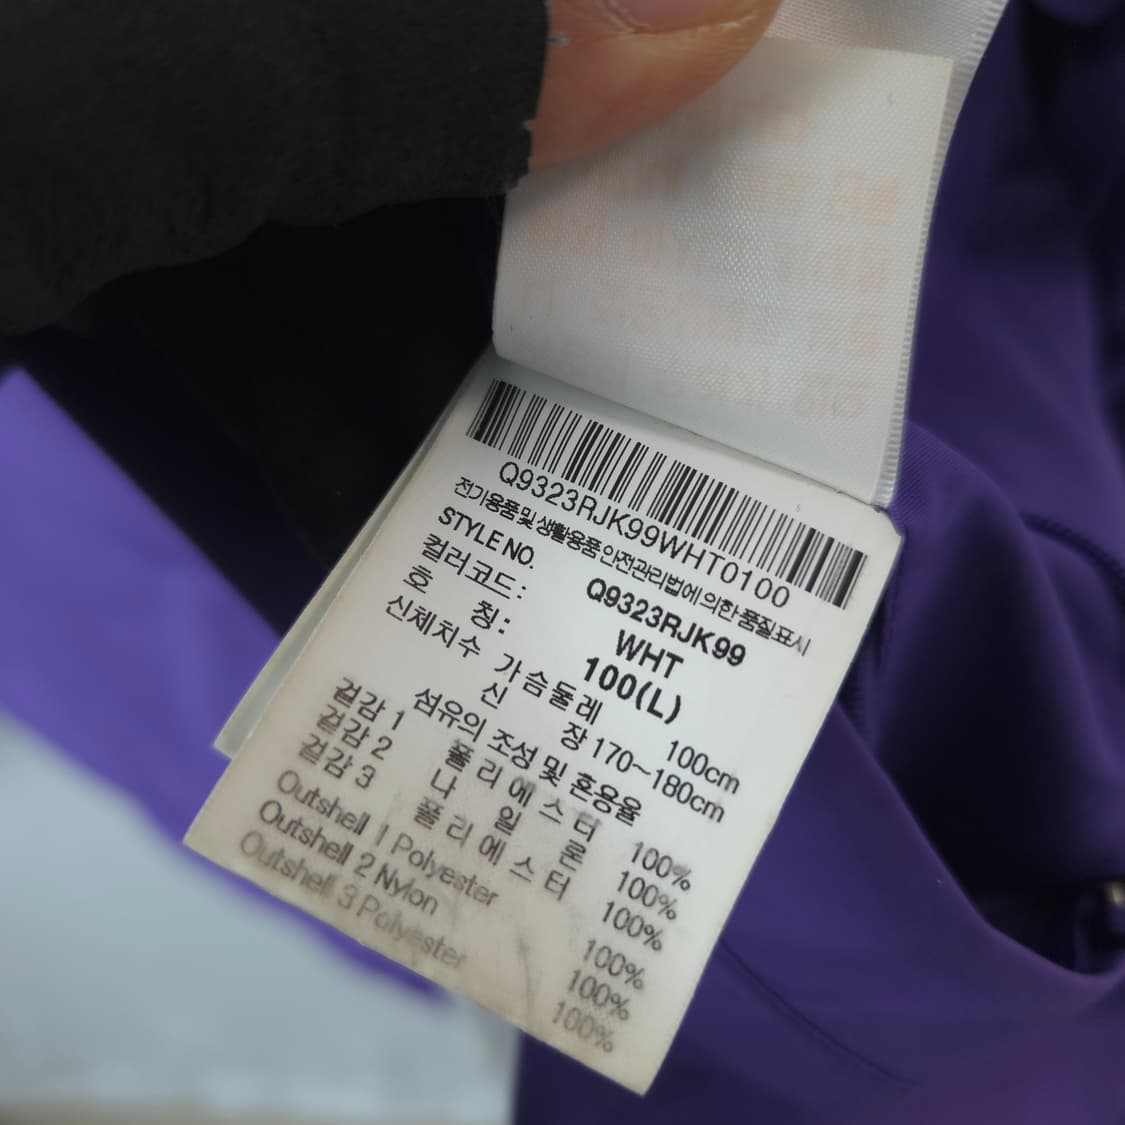 Q9323RJK99WHT0100
전기용품 및 생활용품 안전관리법에 의한 품질표시
STYLE NO. Q9323RJK99
컬러코드: WHT
호 칭: 100(L)
신체치수 가슴둘레 100cm
신 장 170~180cm
섬유의 조성 및 혼용율
겉감 1 폴리에스터 100%
겉감 2 나 일 론 100%
겉감 3 폴리에스터 100%
Outshell 1 Polyester 100%
Outshell 2 Nylon 100%
Outshell 3 Polyester 100%